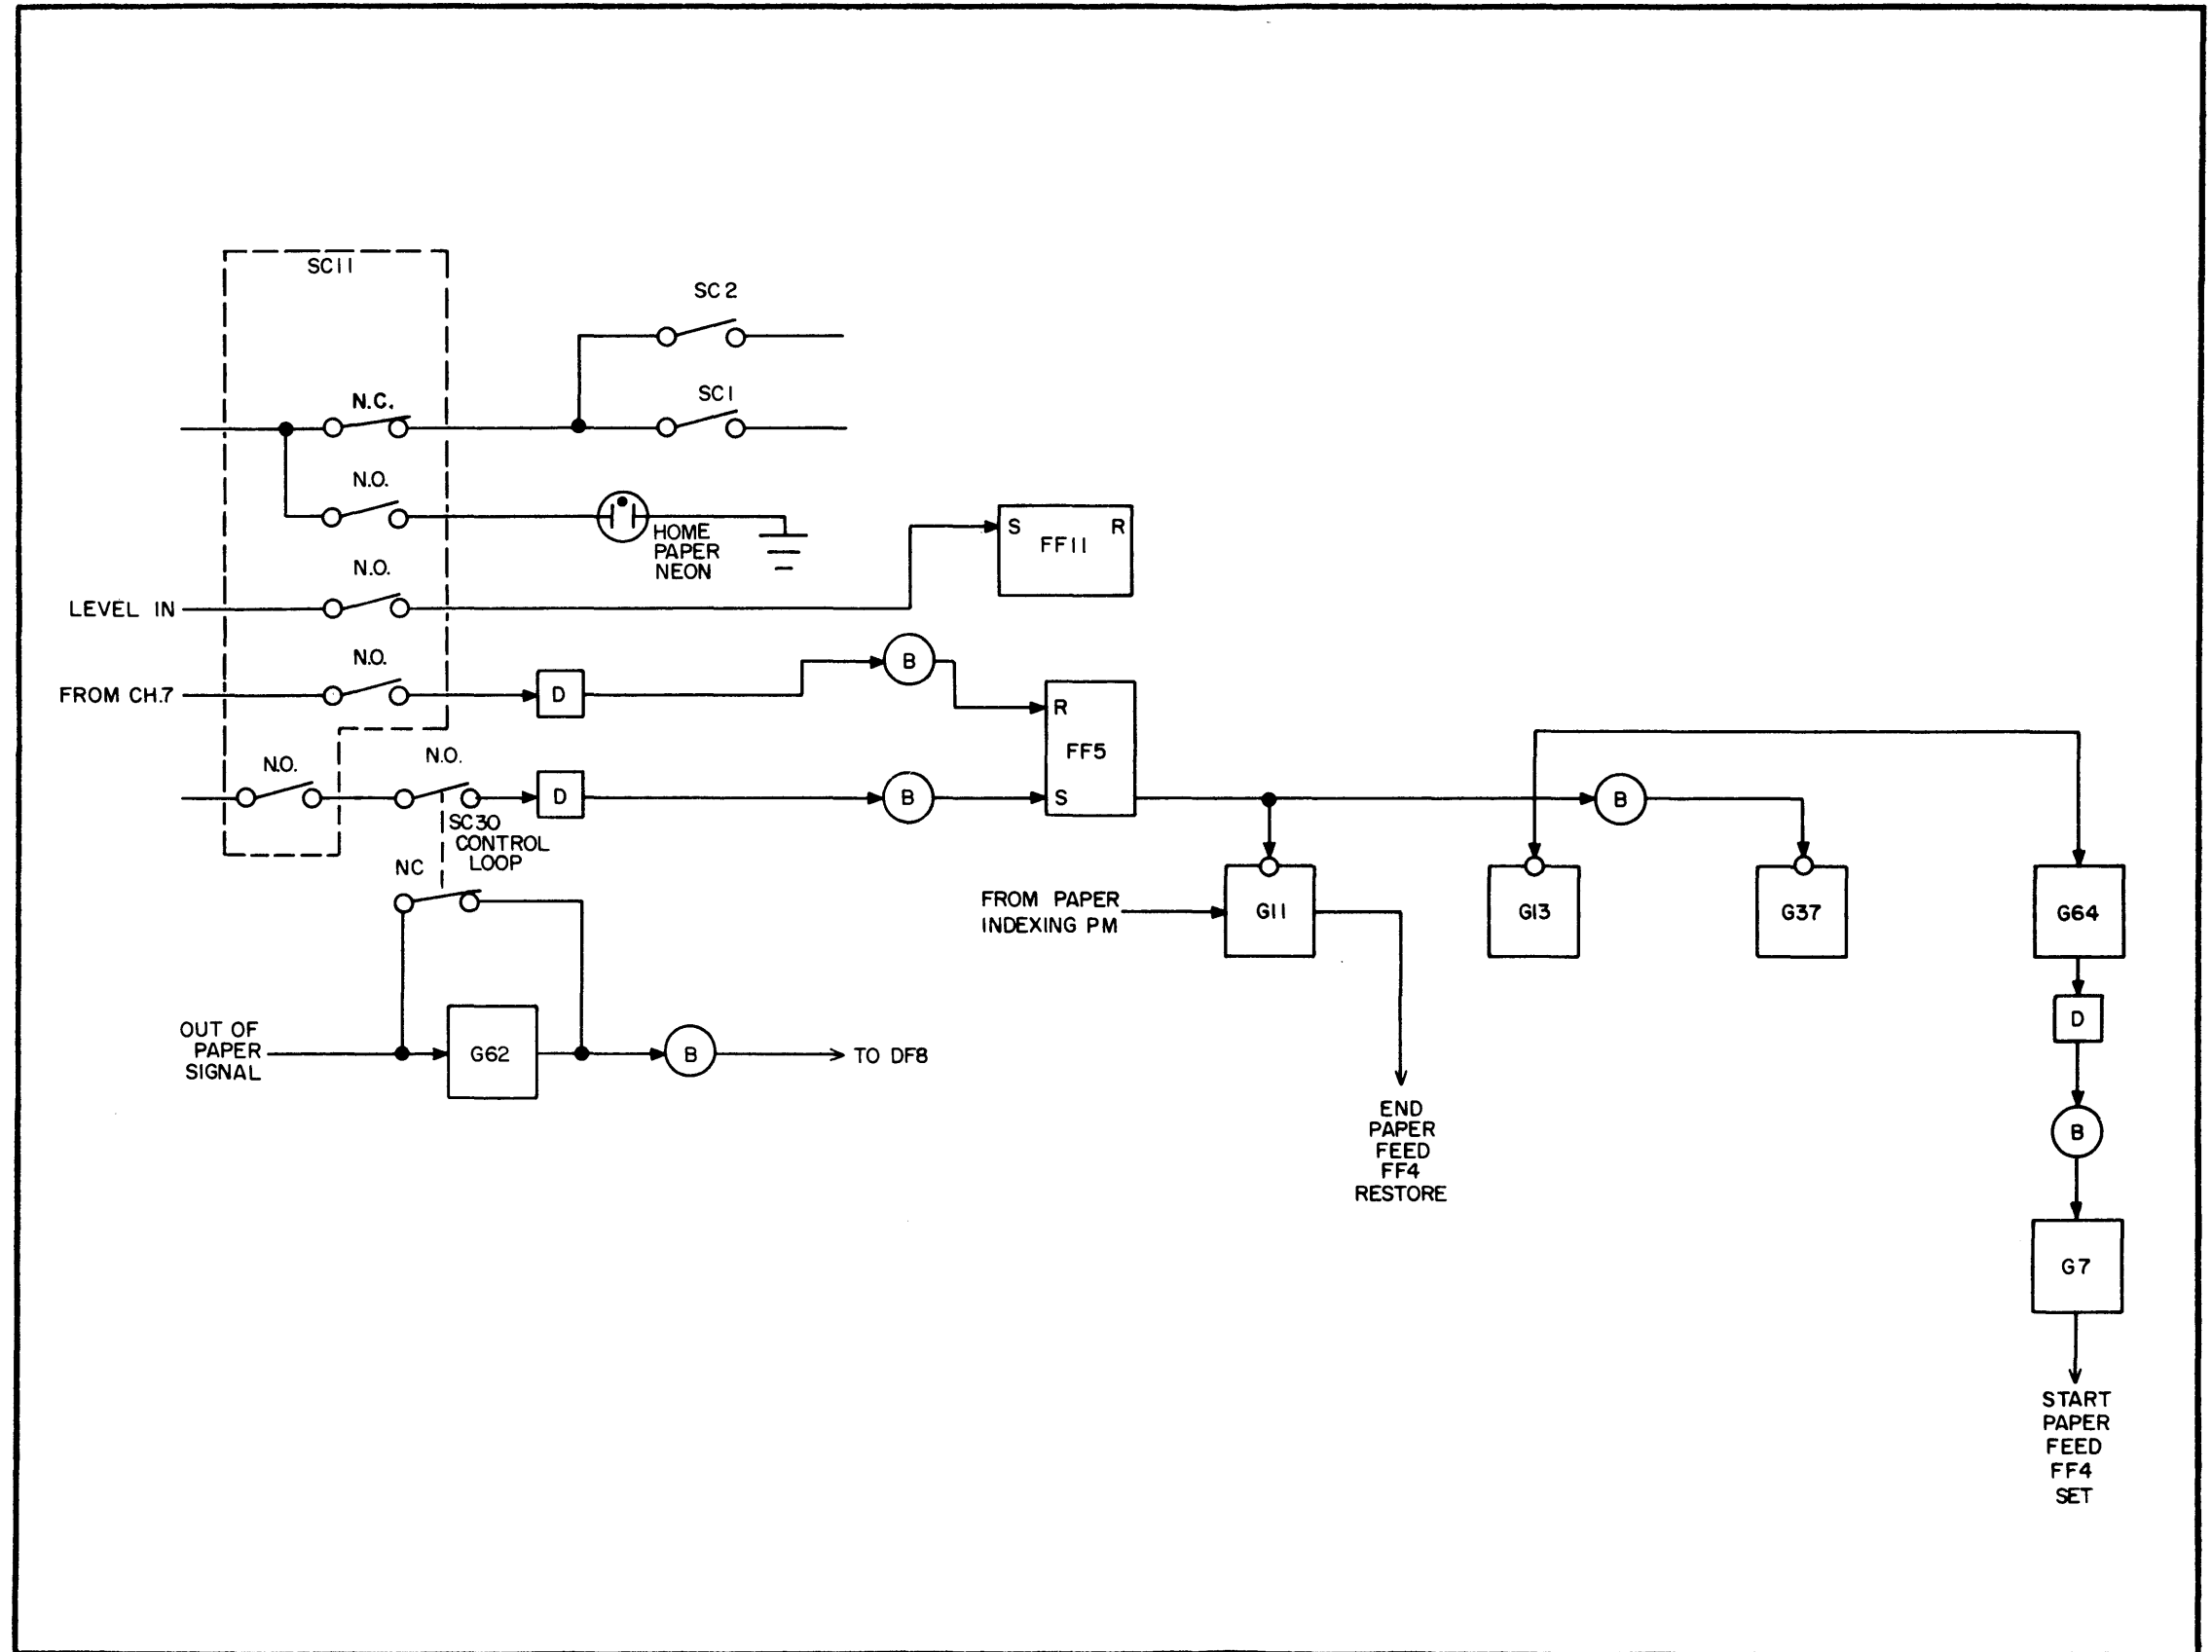 SC11
SC2
N.C.
SC1
N.O.
HOME
PAPER
NEON
S
R
FF11
N.O.
LEVEL IN
N.O.
B
FROM CH.7
D
R
FF5
S
N.O.
N.O.
D
B
B
SC30
CONTROL
LOOP
NC
FROM PAPER
INDEXING PM
G11
G13
G37
G64
OUT OF
PAPER
SIGNAL
G62
B
TO DF8
D
END
PAPER
FEED
FF4
RESTORE
B
G7
START
PAPER
FEED
FF4
SET